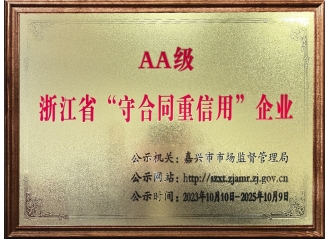 AA级
浙江省“守合同重信用”企业
公示机关：嘉兴市市场监督管理局
公示网站：http://szxt.zjamr.zj.gov.cn
公示时间：2023年10月10日-2025年10月9日